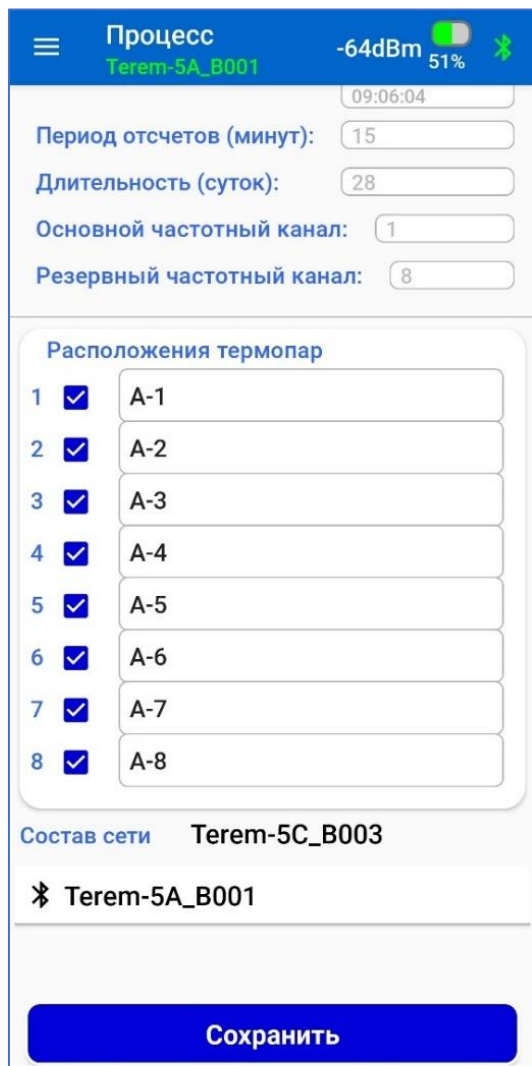 Процесс
Terem-5A_B001
-64dBm
51%
09:06:04
Период отсчетов (минут): 15
Длительность (суток): 28
Основной частотный канал: 1
Резервный частотный канал: 8
Расположения термопар
1 A-1
2 A-2
3 A-3
4 A-4
5 A-5
6 A-6
7 A-7
8 A-8
Состав сети Terem-5C_B003
Terem-5A_B001
Сохранить